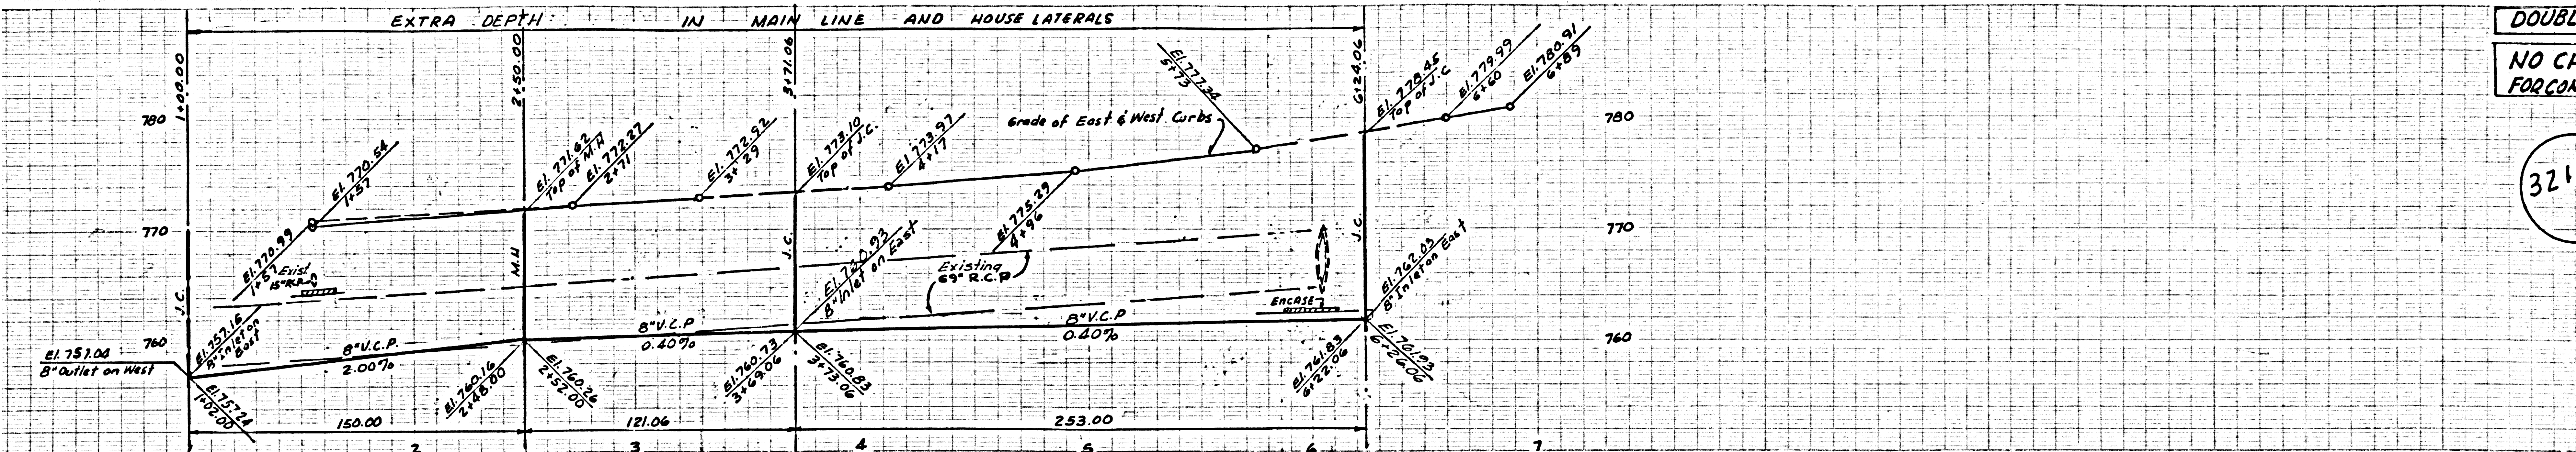 EXTRA DEPTH IN MAIN LINE AND HOUSE LATERALS
DOUBL
NO CH
FOR CON
321
1+00.00
2+50.00
3+71.06
6+24.06
780
770
760
780
770
760
El. 770.54
1+57
El. 770.99
1+57
Exist.
15" R.C.P.
El. 771.62
Top of M.H
El. 772.27
2+71
El. 772.92
3+29
El. 773.10
Top of J.C.
El. 773.97
4+17
El. 775.29
4+96
Grade of East & West Curbs
El. 777.34
5+73
El. 778.45
Top of J.C
El. 779.99
6+60
El. 780.91
6+89
J.C.
M.H
J.C.
J.C.
El. 757.04
8" Outlet on West
El. 757.16
8" Inlet on
East
El. 757.24
1+02.00
8" V.C.P.
2.00%
El. 760.16
2+48.00
El. 760.26
2+52.00
8" V.C.P
0.40%
El. 760.73
3+69.06
El. 760.83
3+73.06
El. 760.93
8" Inlet on East
Existing
69" R.C.P
8" V.C.P
0.40%
ENCASE
El. 762.03
8" Inlet on East
El. 761.83
6+22.06
El. 761.93
6+26.06
150.00
121.06
253.00
2
3
4
5
6
7